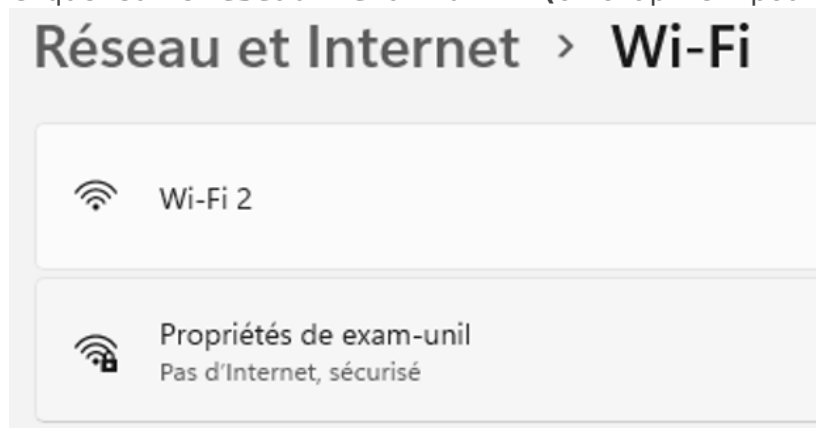 Réseau et Internet > Wi-Fi
Wi-Fi 2
Propriétés de exam-unil
Pas d'Internet, sécurisé